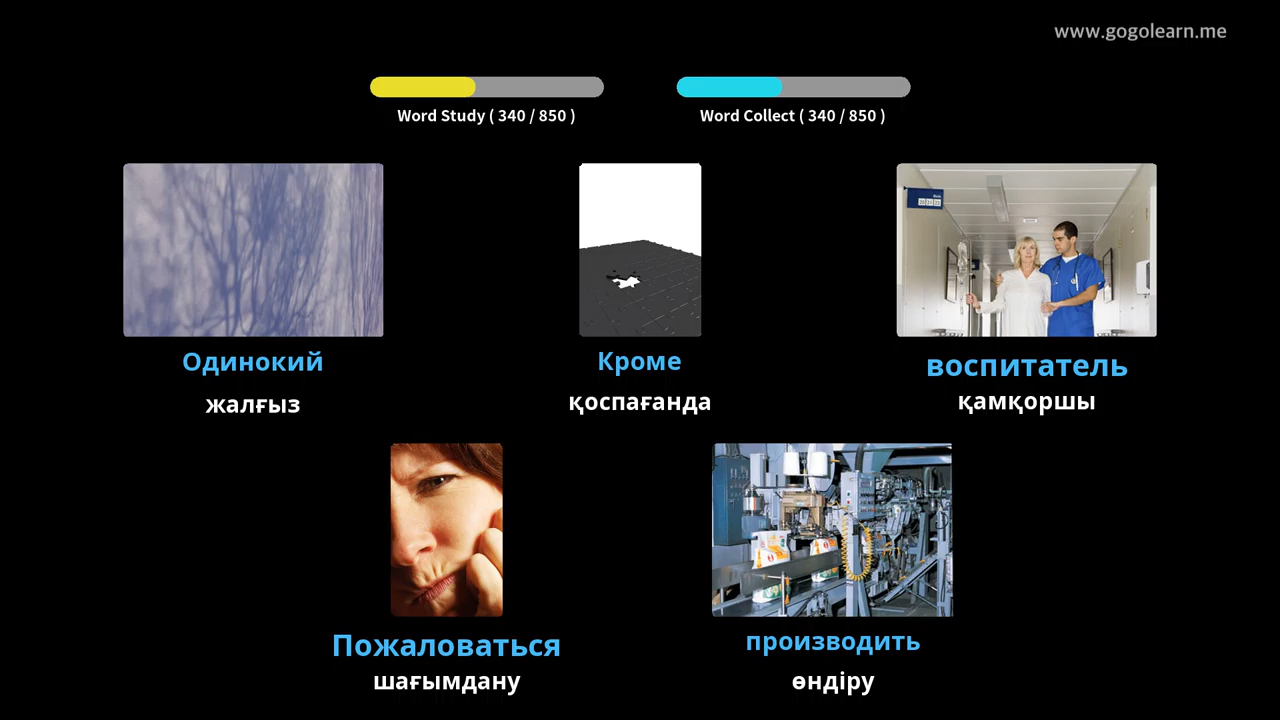 www.gogolearn.me
Word Study ( 340 / 850 )
Word Collect ( 340 / 850 )
Одинокий
Кроме
воспитатель
жалғыз
қоспағанда
қамқоршы
Пожаловаться
производить
шағымдану
өндіру